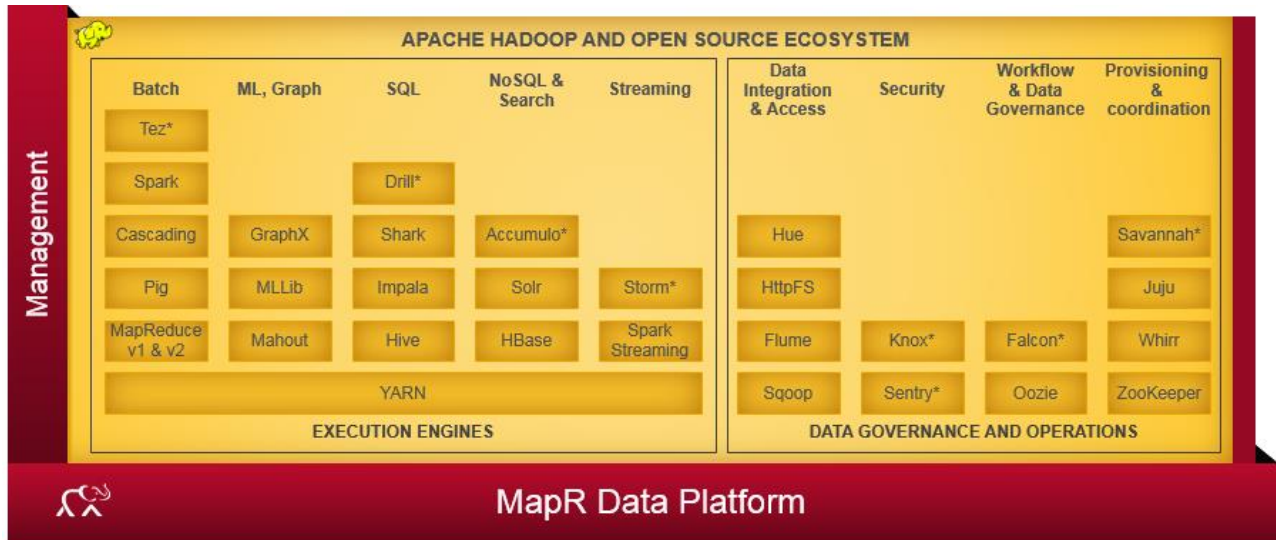 APACHE HADOOP AND OPEN SOURCE ECOSYSTEM
Management
Batch
ML, Graph
SQL
NoSQL &
Search
Streaming
Tez*
Spark
Drill*
Cascading
GraphX
Shark
Accumulo*
Pig
MLLib
Impala
Solr
Storm*
MapReduce
v1 & v2
Mahout
Hive
HBase
Spark
Streaming
YARN
EXECUTION ENGINES
Data
Integration
& Access
Security
Workflow
& Data
Governance
Provisioning
&
coordination
Hue
Savannah*
HttpFS
Juju
Flume
Knox*
Falcon*
Whirr
Sqoop
Sentry*
Oozie
ZooKeeper
DATA GOVERNANCE AND OPERATIONS
MapR Data Platform